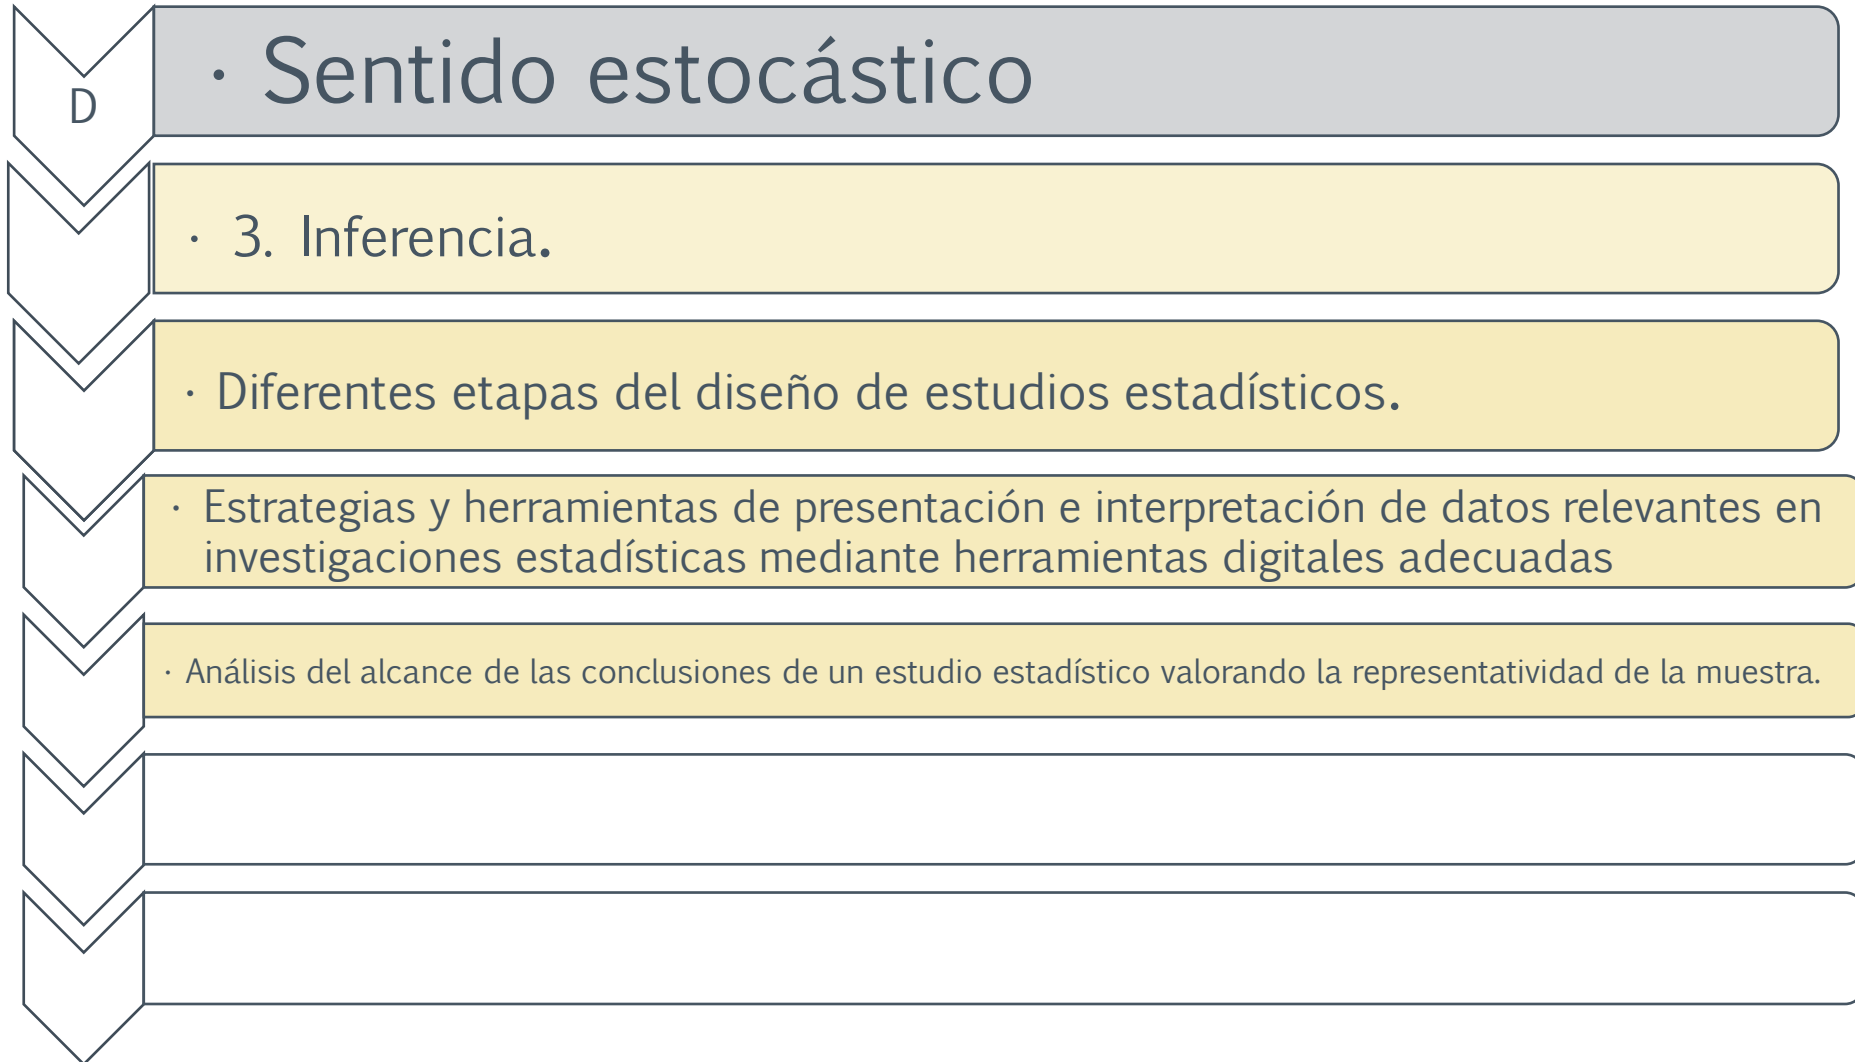 D
· Sentido estocástico
· 3. Inferencia.
· Diferentes etapas del diseño de estudios estadísticos.
· Estrategias y herramientas de presentación e interpretación de datos relevantes en
investigaciones estadísticas mediante herramientas digitales adecuadas
· Análisis del alcance de las conclusiones de un estudio estadístico valorando la representatividad de la muestra.